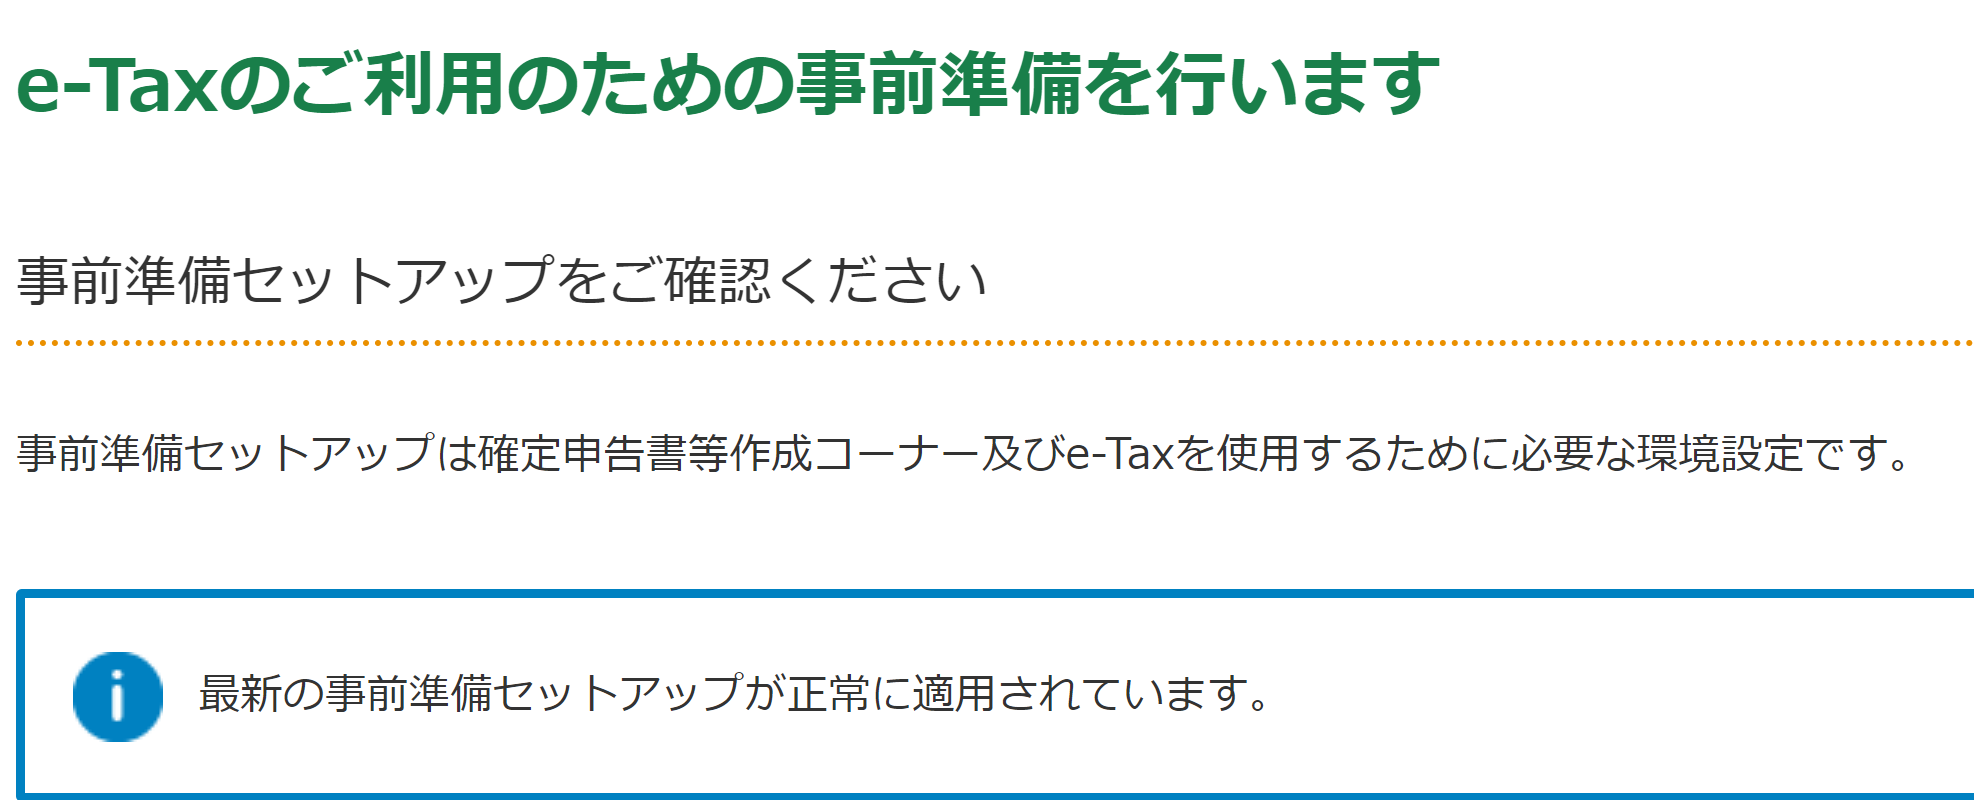 e-Taxのご利用のための事前準備を行います
事前準備セットアップをご確認ください
事前準備セットアップは確定申告書等作成コーナー及びe-Taxを使用するために必要な環境設定です。
最新の事前準備セットアップが正常に適用されています。